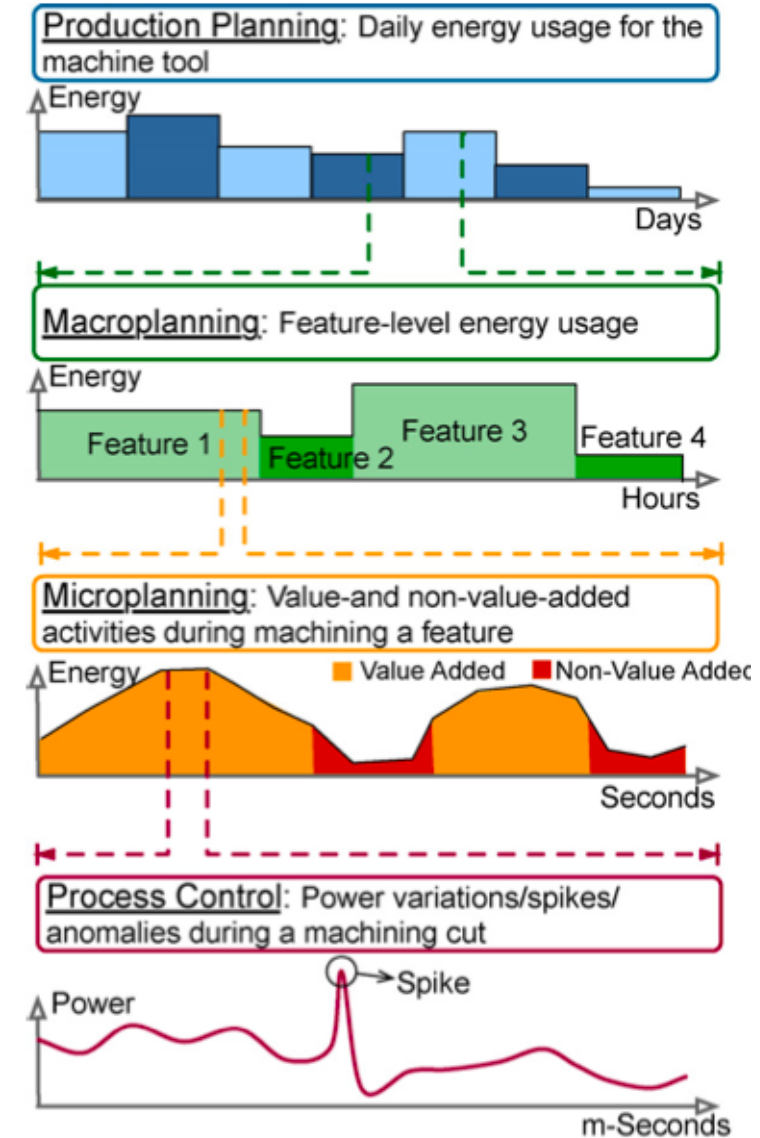 Production Planning: Daily energy usage for the
machine tool
Energy
Days
Macroplanning: Feature-level energy usage
Energy
Feature 1
Feature 2
Feature 3
Feature 4
Hours
Microplanning: Value-and non-value-added
activities during machining a feature
Energy
Value Added
Non-Value Added
Seconds
Process Control: Power variations/spikes/
anomalies during a machining cut
Spike
Power
m-Seconds